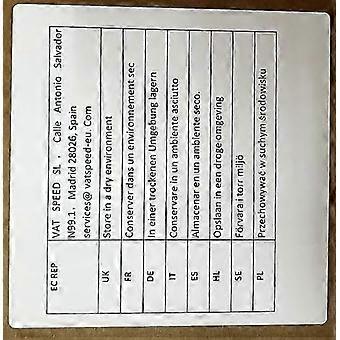 EC REP
VAT SPEED SL . Calle Antonio Salvador
N99.1. Madrid 28026, Spain
services@ vatspeed-eu. Com
UK Store in a dry environment
FR Conserver dans un environnement sec
DE In einer trockenen Umgebung lagern
IT Conservare in un ambiente asciutto
ES Almacenar en un ambiente seco.
HL Opslaan in een droge omgeving
SE Förvara i torr miljö
PL Przechowywać w suchym środowisku